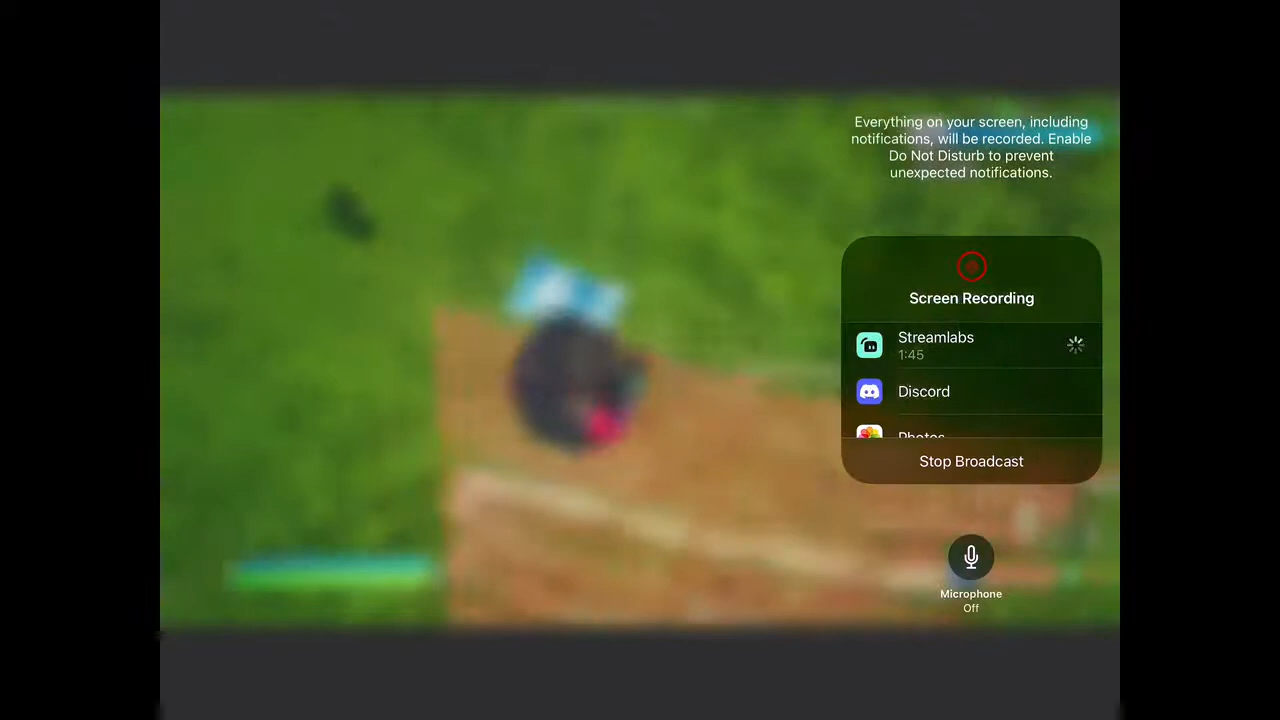 Everything on your screen, including
notifications, will be recorded. Enable
Do Not Disturb to prevent
unexpected notifications.
Screen Recording
Streamlabs
1:45
Discord
Photos
Stop Broadcast
Microphone
Off